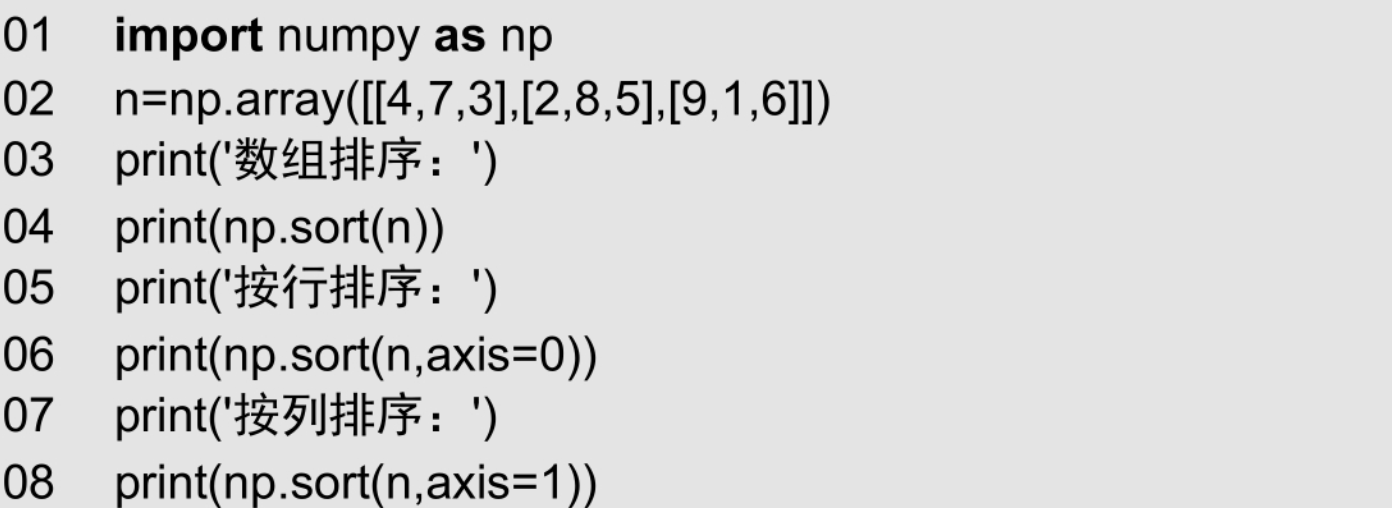 01 import numpy as np
02 n=np.array([[4,7,3],[2,8,5],[9,1,6]])
03 print('数组排序：')
04 print(np.sort(n))
05 print('按行排序：')
06 print(np.sort(n,axis=0))
07 print('按列排序：')
08 print(np.sort(n,axis=1))